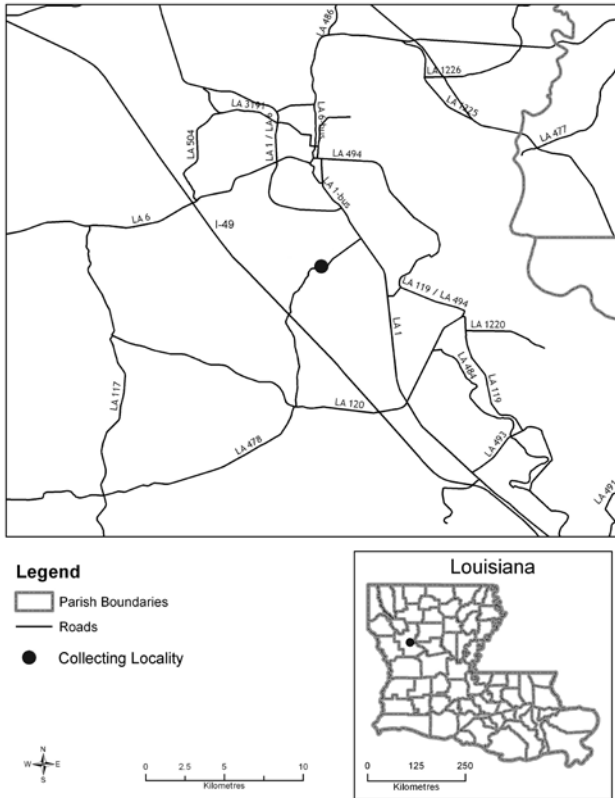 LA 486
LA 1226
LA 3191
LA 6-bus
LA 1225
LA 477
LA 504
LA 1 / LA 6
LA 494
LA 1-bus
LA 6
I-49
LA 119 / LA 494
LA 1
LA 1220
LA 117
LA 484
LA 119
LA 120
LA 478
LA 493
LA 491
Legend
Parish Boundaries
Roads
Collecting Locality
Louisiana
N
W E
S
0 2.5 5 10
Kilometres
0 125 250
Kilometres